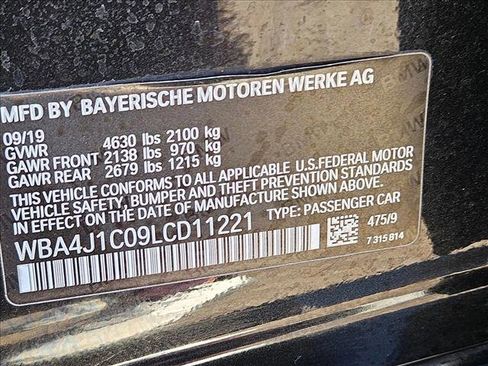 MFD BY BAYERISCHE MOTOREN WERKE AG
09/19
GVWR 4630 lbs 2100 kg
GAWR FRONT 2138 lbs 970 kg
GAWR REAR 2679 lbs 1215 kg
THIS VEHICLE CONFORMS TO ALL APPLICABLE U.S.FEDERAL MOTOR
VEHICLE SAFETY, BUMPER AND THEFT PREVENTION STANDARDS
IN EFFECT ON THE DATE OF MANUFACTURE SHOWN ABOVE.
WBA4J1C09LCD11221 TYPE: PASSENGER CAR
475/9
7 315 814